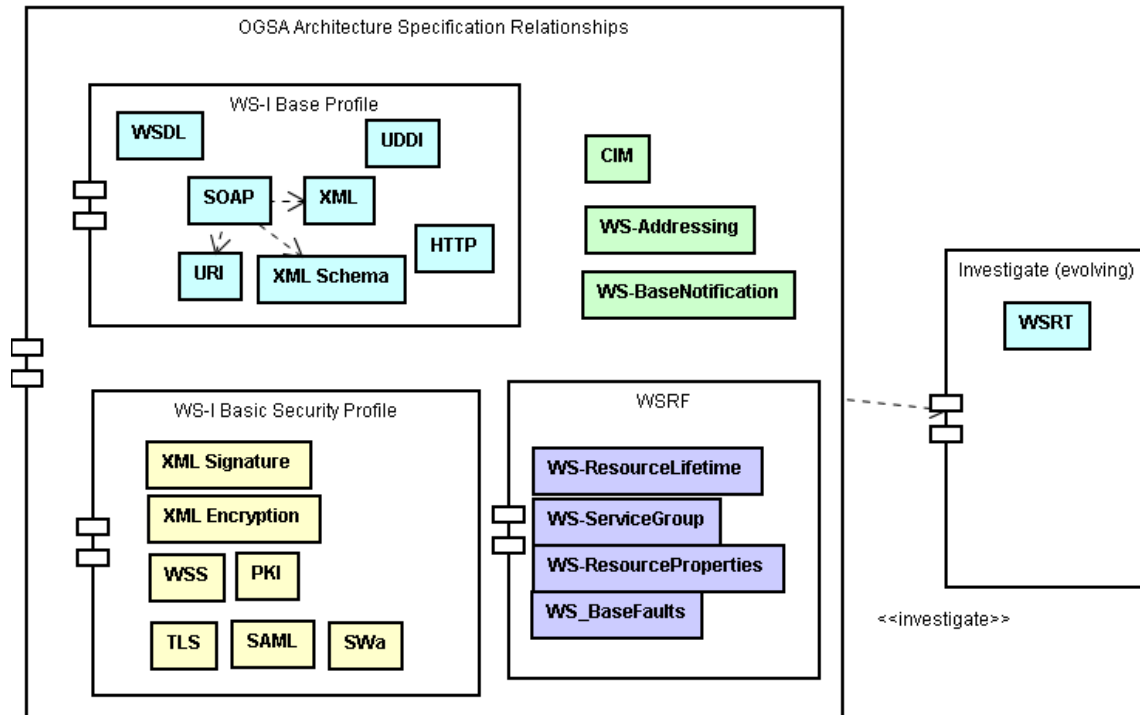 OGSA Architecture Specification Relationships
WS-I Base Profile
WSDL
UDDI
SOAP
XML
HTTP
URI
XML Schema
CIM
WS-Addressing
WS-BaseNotification
Investigate (evolving)
WSRT
WS-I Basic Security Profile
XML Signature
XML Encryption
WSS
PKI
TLS
SAML
SWa
WSRF
WS-ResourceLifetime
WS-ServiceGroup
WS-ResourceProperties
WS_BaseFaults
<<investigate>>